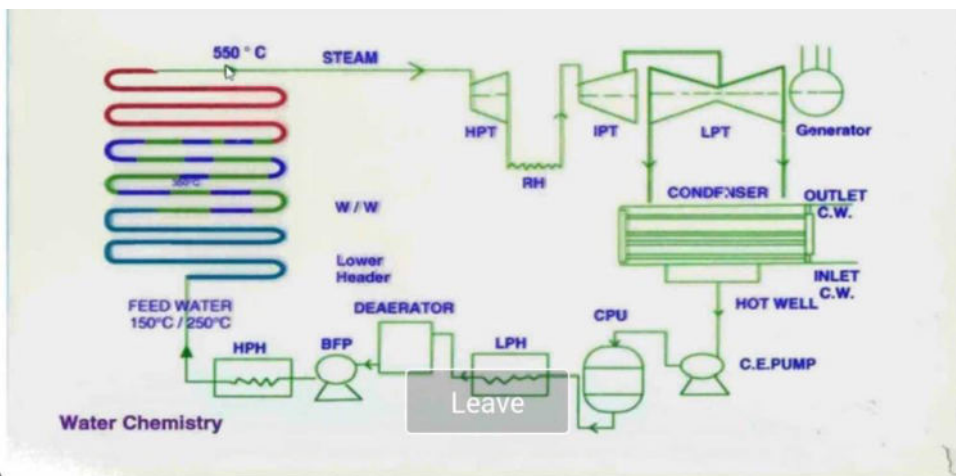 550 ° C
STEAM
HPT
IPT
LPT
Generator
RH
350°C
W / W
CONDENSER
OUTLET
C.W.
Lower
Header
INLET
C.W.
FEED WATER
150°C / 250°C
DEAERATOR
HOT WELL
CPU
HPH
BFP
LPH
C.E.PUMP
Leave
Water Chemistry